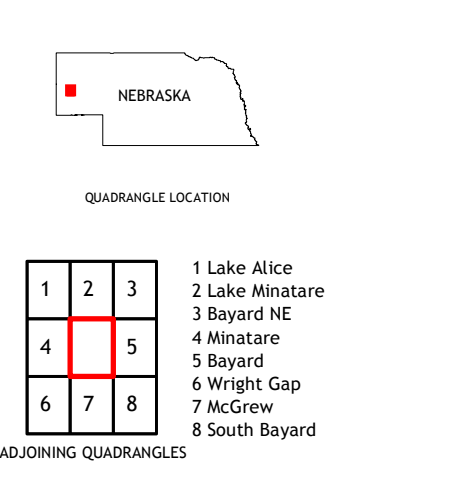 NEBRASKA
QUADRANGLE LOCATION
1 2 3
4 5
6 7 8
1 Lake Alice
2 Lake Minatare
3 Bayard NE
4 Minatare
5 Bayard
6 Wright Gap
7 McGrew
8 South Bayard
ADJOINING QUADRANGLES